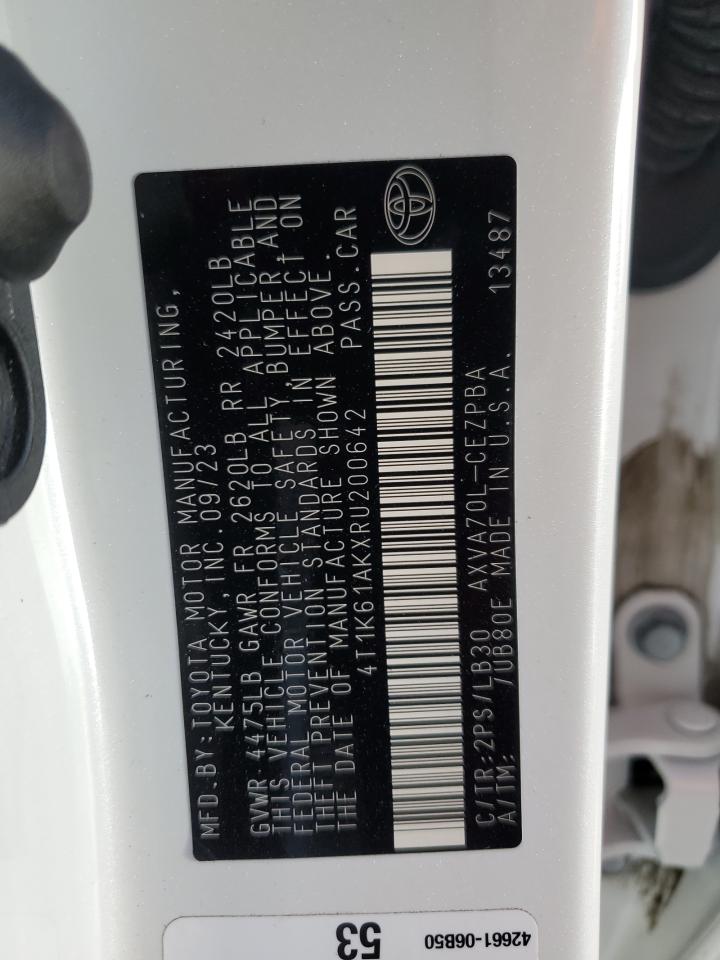 MFD.BY:TOYOTA MOTOR MANUFACTURING,
KENTUCKY, INC. 09/23
GVWR 4475LB GAWR FR 2620LB RR 2420LB
THIS VEHICLE CONFORMS TO ALL APPLICABLE
FEDERAL MOTOR VEHICLE SAFETY, BUMPER, AND
THEFT PREVENTION STANDARDS IN EFFECT ON
THE DATE OF MANUFACTURE SHOWN ABOVE.
4T1K61AKXRU200642 PASS.CAR
C/TR:2PS/LB30 AXVA70L-CEZPBA
A/TM: 7UB80E MADE IN U.S.A. 13487
53
42661-06B50